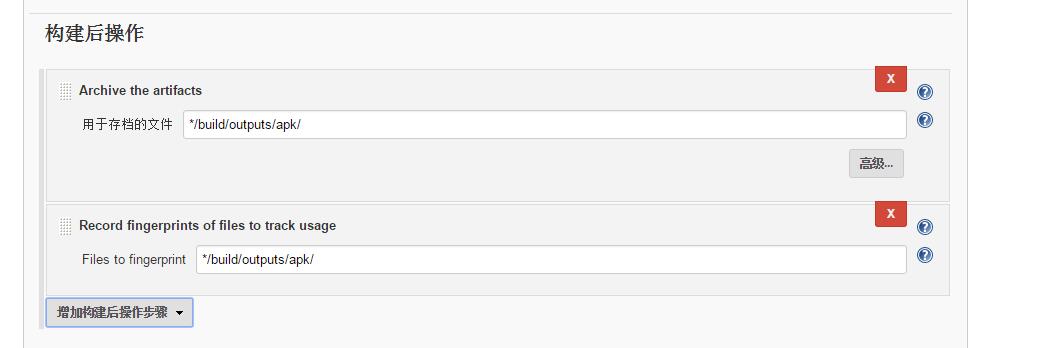 构建后操作
X
Archive the artifacts
用于存档的文件 */build/outputs/apk/
高级...
X
Record fingerprints of files to track usage
Files to fingerprint */build/outputs/apk/
增加构建后操作步骤